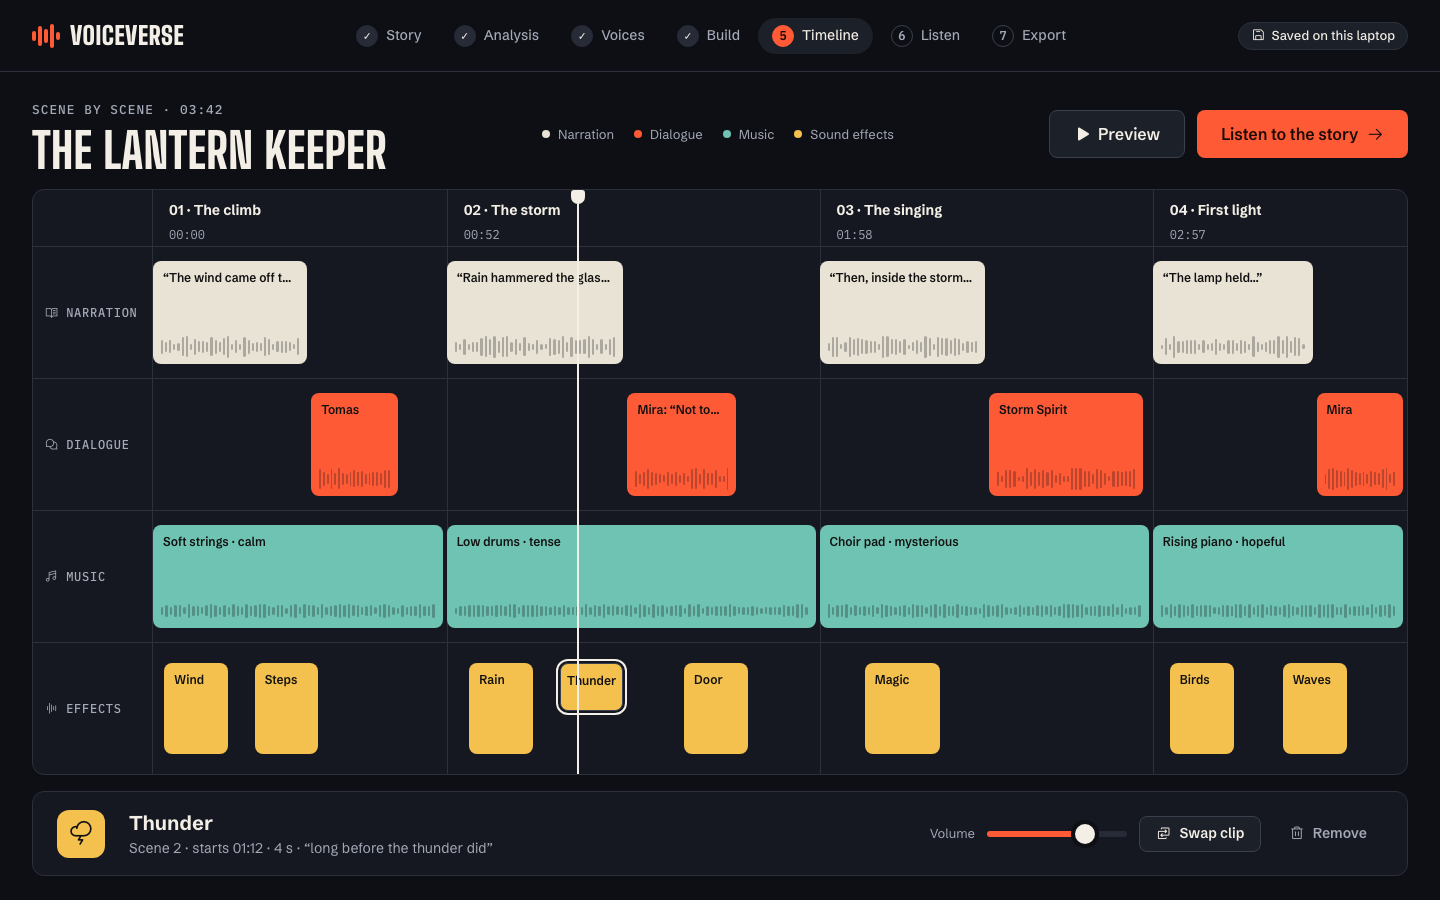 VOICEVERSE
✓ Story
✓ Analysis
✓ Voices
✓ Build
5 Timeline
6 Listen
7 Export
Saved on this laptop
SCENE BY SCENE · 03:42
THE LANTERN KEEPER
Narration
Dialogue
Music
Sound effects
Preview
Listen to the story →
01 · The climb
00:00
02 · The storm
00:52
03 · The singing
01:58
04 · First light
02:57
NARRATION
“The wind came off t...
“Rain hammered the glas...
“Then, inside the storm...
“The lamp held...”
DIALOGUE
Tomas
Mira: “Not to...
Storm Spirit
Mira
MUSIC
Soft strings · calm
Low drums · tense
Choir pad · mysterious
Rising piano · hopeful
EFFECTS
Wind
Steps
Rain
Thunder
Door
Magic
Birds
Waves
Thunder
Scene 2 · starts 01:12 · 4 s · “long before the thunder did”
Volume
Swap clip
Remove